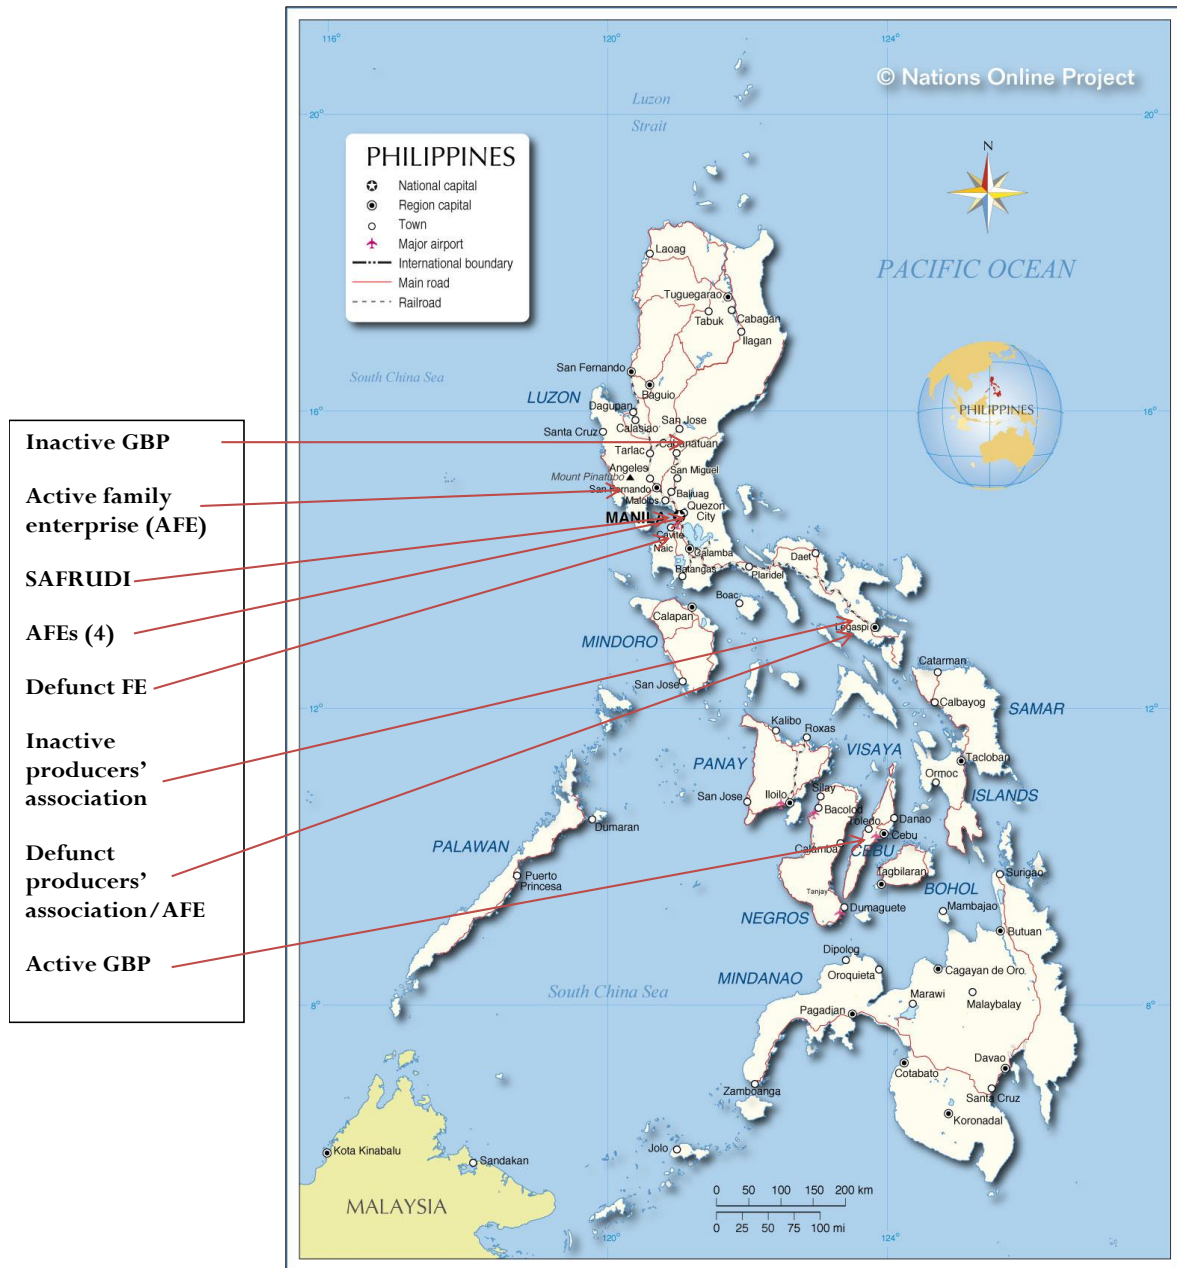 Inactive GBP
Active family
enterprise (AFE)
SAFRUDI
AFEs (4)
Defunct FE
Inactive
producers'
association
Defunct
producers'
association/AFE
Active GBP
116°
120°
124°
© Nations Online Project
20°
20°
Luzon
Strait
PHILIPPINES
National capital
Region capital
Town
Major airport
International boundary
Main road
Railroad
N
PACIFIC OCEAN
Laoag
Tuguegarao
Tabuk
Cabagan
Ilagan
San Fernando
South China Sea
Baguio
LUZON
Dagupan
16°
16°
PHILIPPINES
Calasiao
San Jose
Santa Cruz
Cabanatuan
Tarlac
Angeles
San Miguel
Mount Pinatubo
San Fernando
Baliuag
Malolos
Quezon
City
MANILA
Cavite
Naic
Calamba
Daet
Batangas
Plaridel
Boac
Calapan
Legaspi
MINDORO
Catarman
San Jose
Calbayog
12°
12°
SAMAR
Kalibo
Roxas
VISAYA
PANAY
Tacloban
Ormoc
San Jose
Iloilo
Silay
Bacolod
ISLANDS
Danao
Toledo
Cebu
Dumaran
Calamba
CEBU
PALAWAN
Tagbilaran
Surigao
Puerto
Princesa
Tanjay
BOHOL
Dumaguete
Mambajao
NEGROS
Butuan
Dipolog
Oroquieta
Cagayan de Oro
MINDANAO
South China Sea
Marawi
Malaybalay
8°
8°
Pagadian
Davao
Cotabato
Zamboanga
Santa Cruz
Koronadal
Jolo
Kota Kinabalu
Sandakan
MALAYSIA
0 50 100 150 200 km
0 25 50 75 100 mi
120°
124°